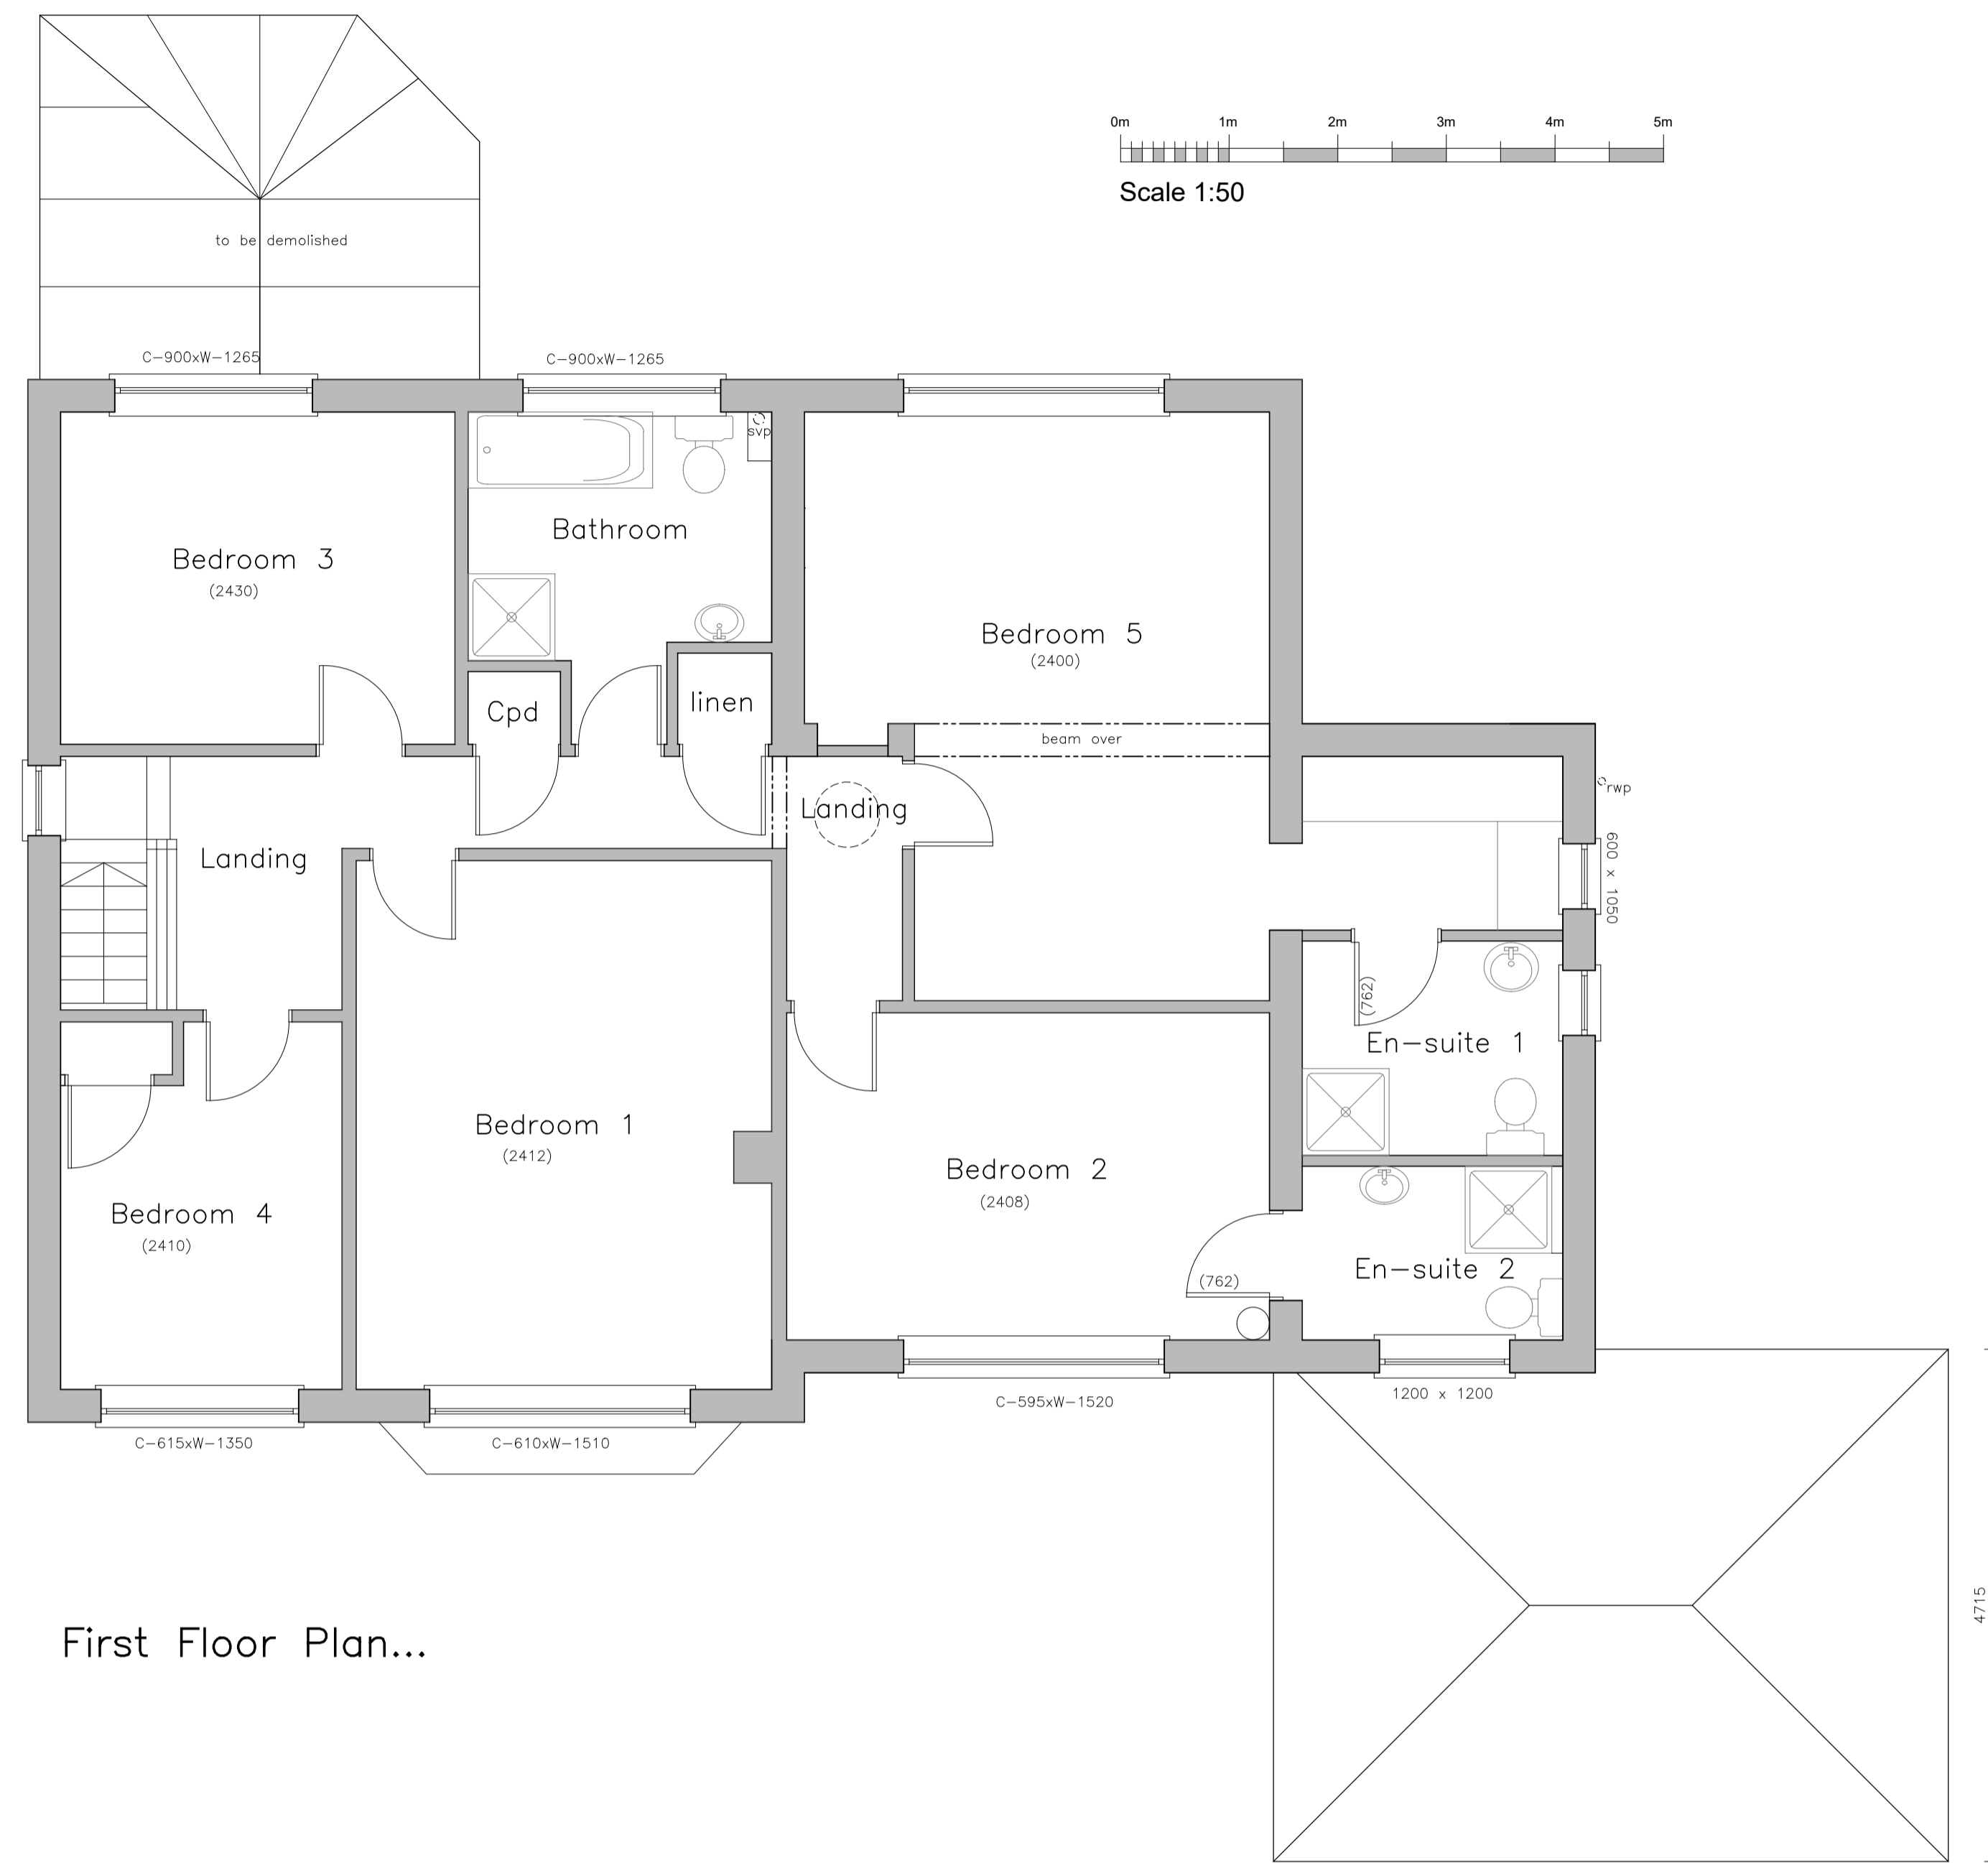 0m 1m 2m 3m 4m 5m
Scale 1:50
to be demolished
C-900xW-1265
C-900xW-1265
svp
Bathroom
Bedroom 3
(2430)
Bedroom 5
(2400)
Cpd
linen
beam over
rwp
Landing
Landing
600 x 1050
(762)
En-suite 1
Bedroom 1
(2412)
Bedroom 2
(2408)
Bedroom 4
(2410)
En-suite 2
(762)
1200 x 1200
C-595xW-1520
C-615xW-1350
C-610xW-1510
4715
First Floor Plan...